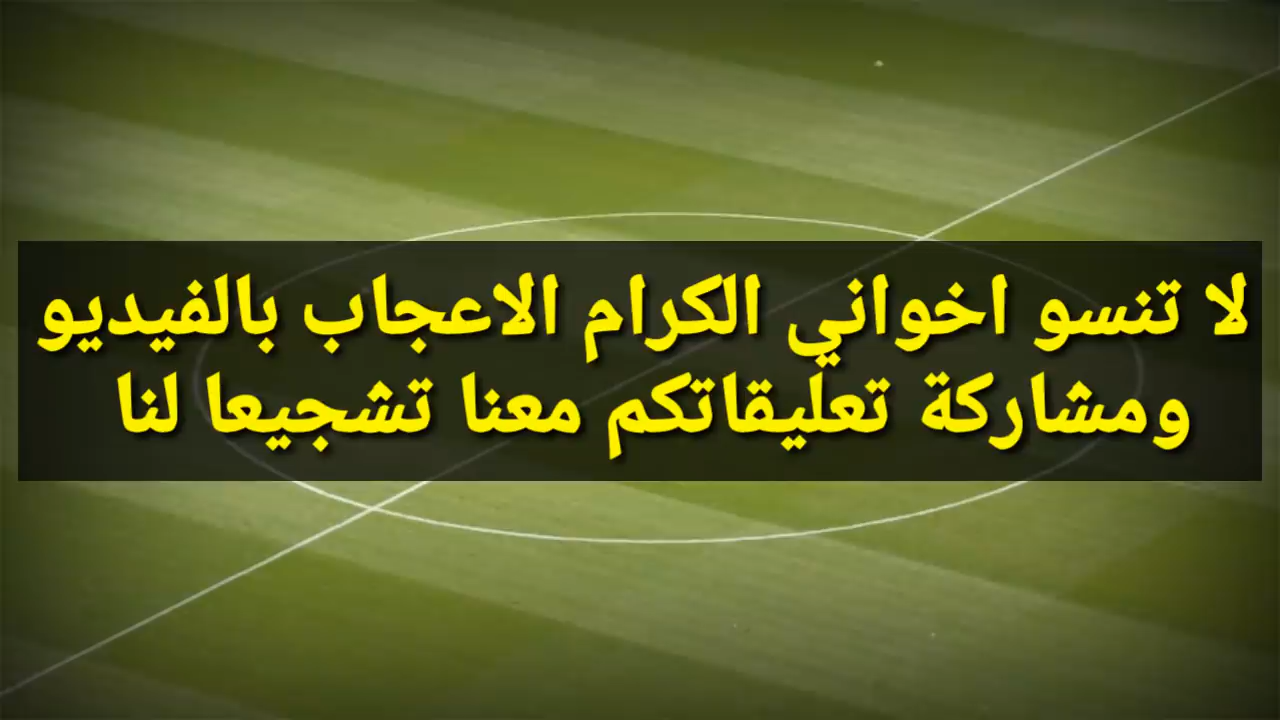 لا تنسو اخواني الكرام الاعجاب بالفيديو
ومشاركة تعليقاتكم معنا تشجيعا لنا